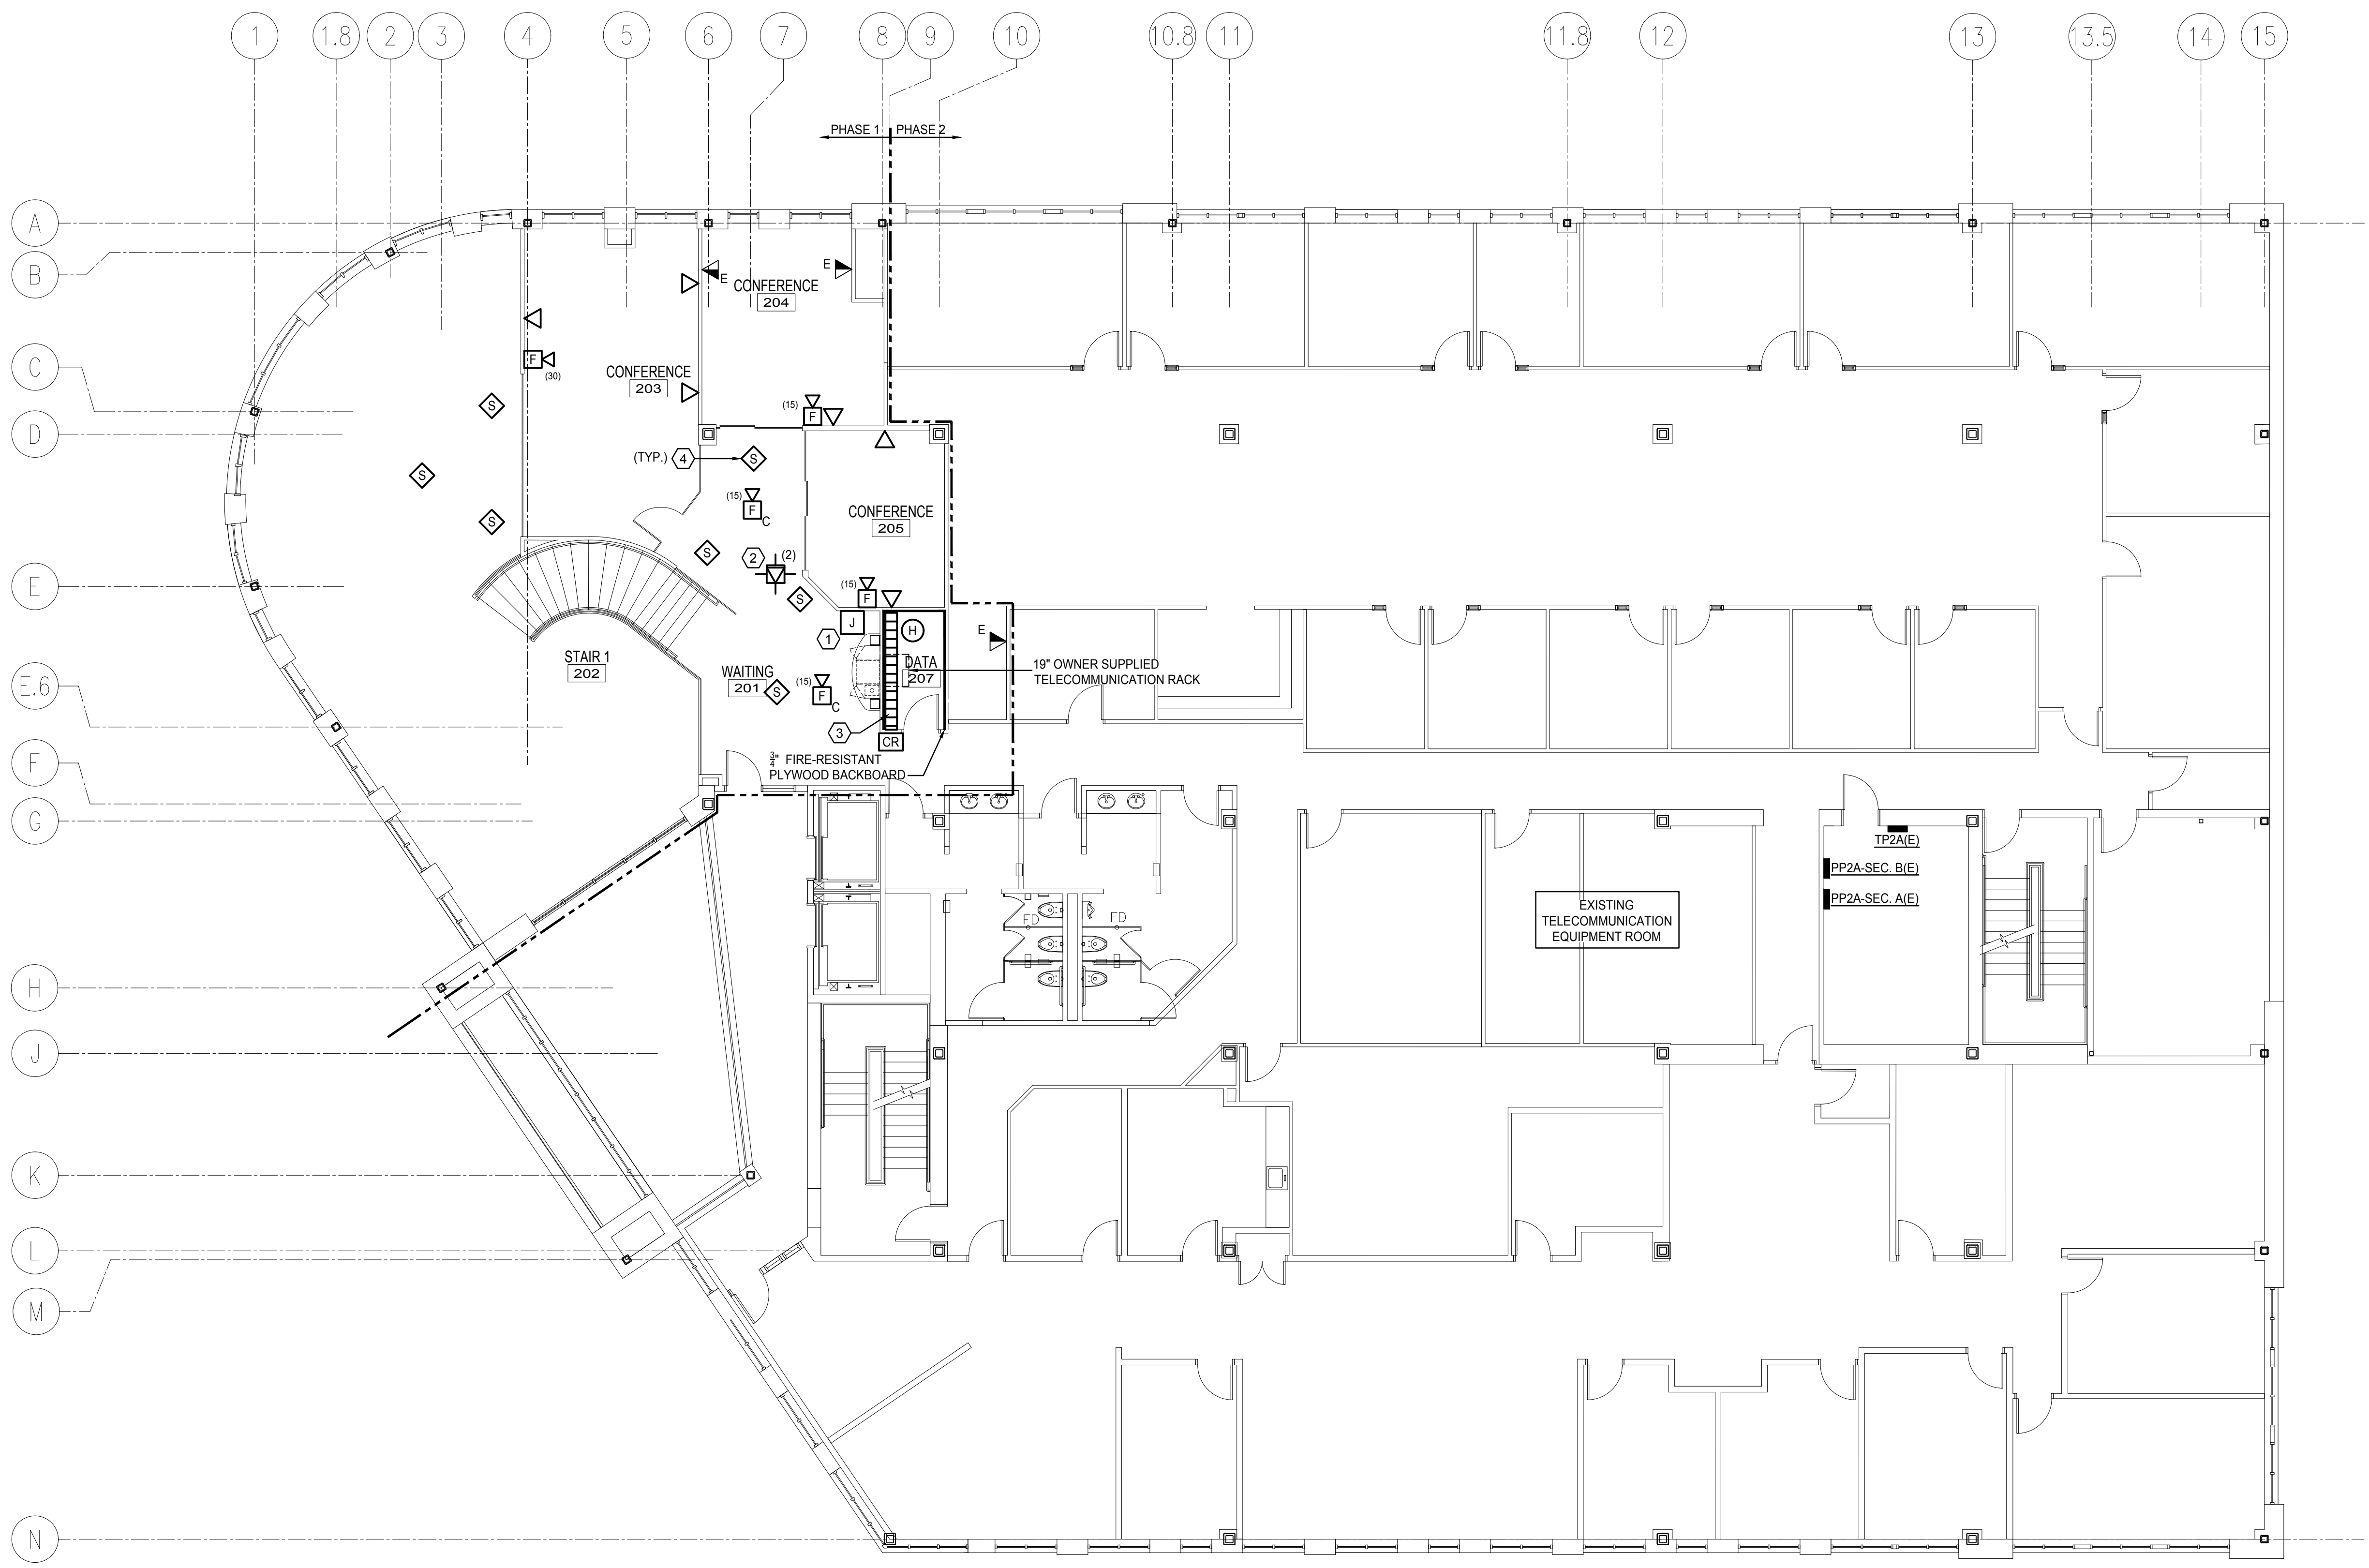 1
1.8
2
3
4
5
6
7
8
9
10
10.8
11
11.8
12
13
13.5
14
15
PHASE 1
PHASE 2
A
B
C
D
E
E.6
F
G
H
J
K
L
M
N
E
E
CONFERENCE
204
F
(30)
CONFERENCE
203
S
S
S
(15)
F
(TYP.)
4
S
(15)
F
C
CONFERENCE
205
S
2
(2)
S
(15)
F
J
1
H
E
STAIR 1
202
WAITING
201
S
(15)
F
C
DATA
207
19" OWNER SUPPLIED
TELECOMMUNICATION RACK
3
CR
3/4" FIRE-RESISTANT
PLYWOOD BACKBOARD
FD
FD
EXISTING
TELECOMMUNICATION
EQUIPMENT ROOM
TP2A(E)
PP2A-SEC. B(E)
PP2A-SEC. A(E)